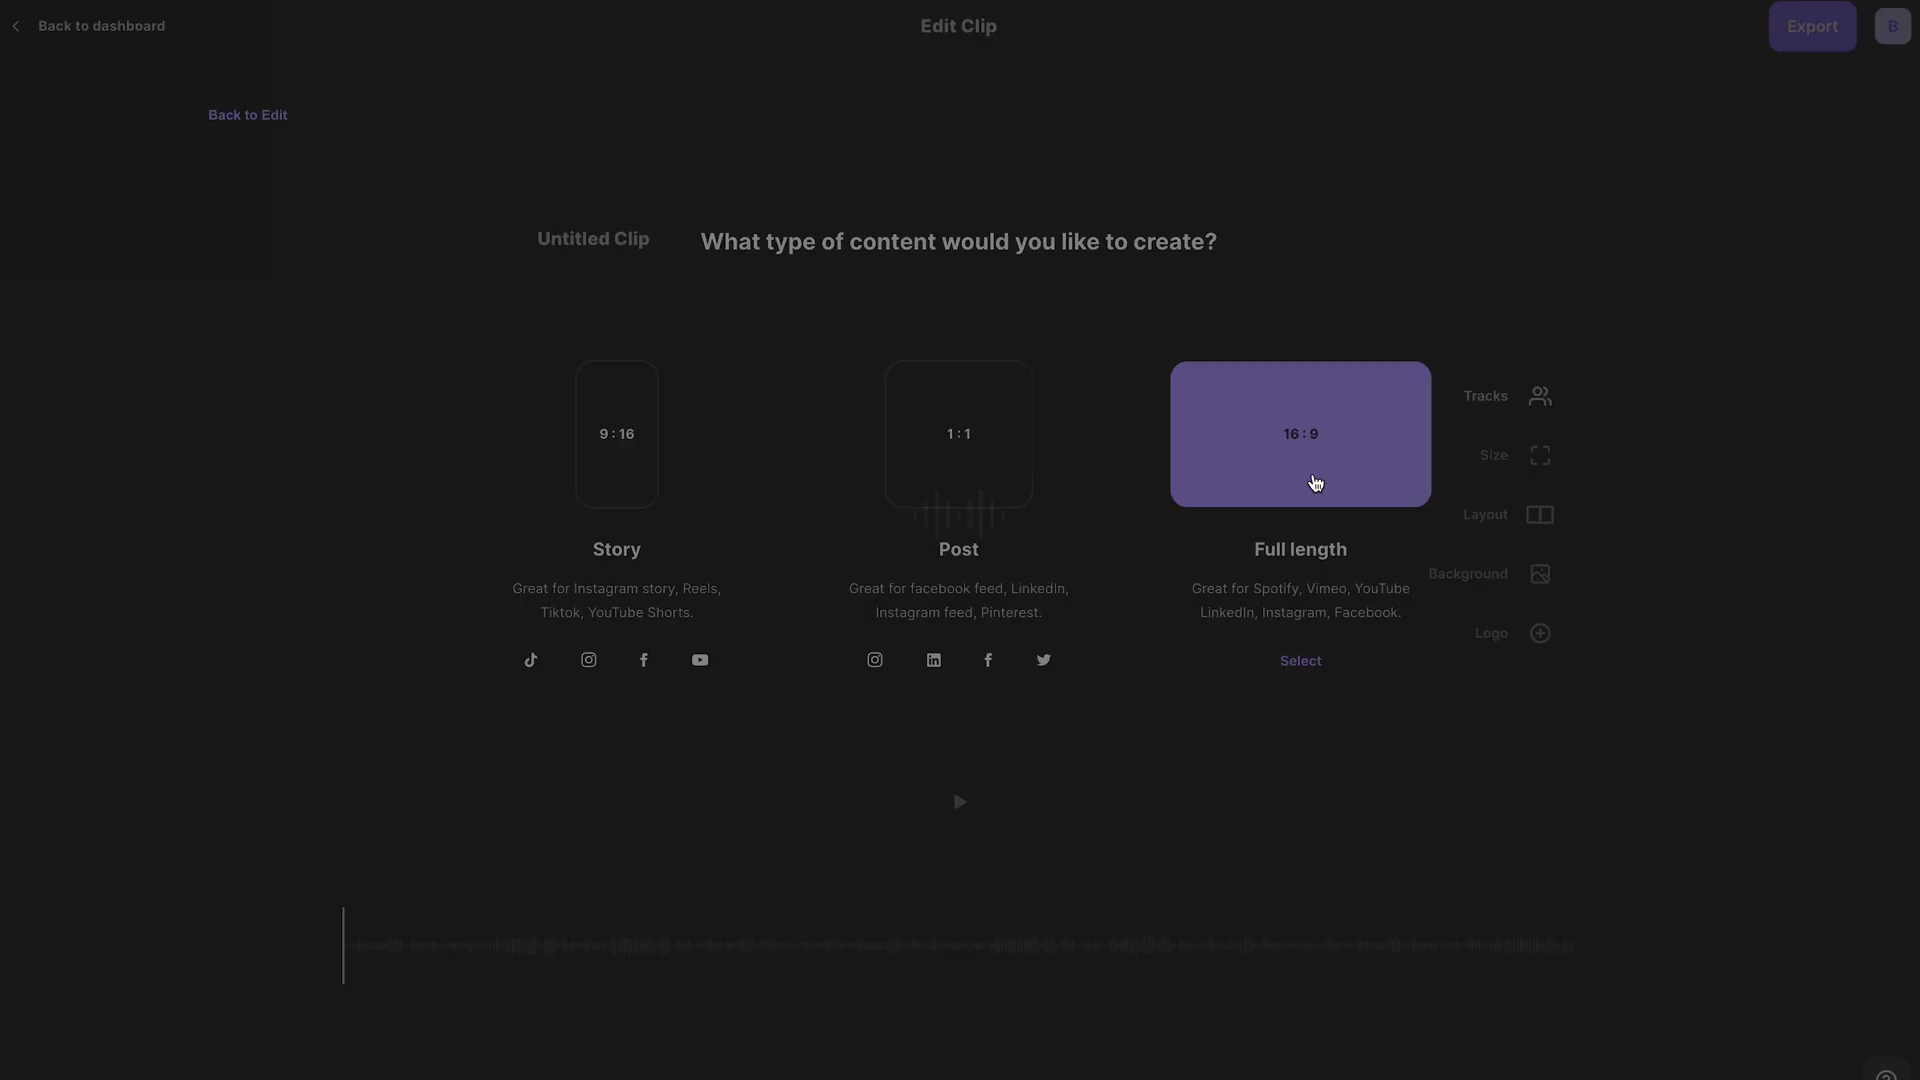 Back to dashboard
Edit Clip
Export
B
Back to Edit
Untitled Clip
What type of content would you like to create?
9 : 16
1 : 1
16 : 9
Story
Great for Instagram story, Reels,
Tiktok, YouTube Shorts.
Post
Great for facebook feed, LinkedIn,
Instagram feed, Pinterest.
Full length
Great for Spotify, Vimeo, YouTube
LinkedIn, Instagram, Facebook.
Select
Tracks
Size
Layout
Background
Logo